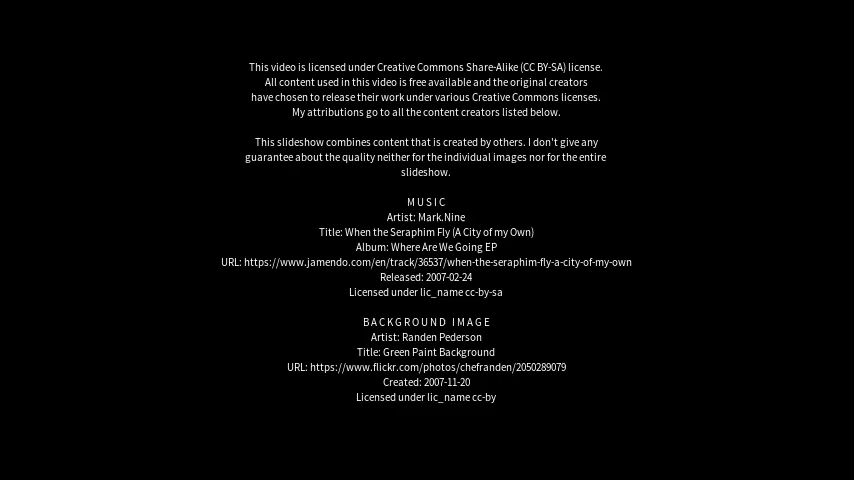 This video is licensed under Creative Commons Share-Alike (CC BY-SA) license.
All content used in this video is free available and the original creators
have chosen to release their work under various Creative Commons licenses.
My attributions go to all the content creators listed below.
This slideshow combines content that is created by others. I don't give any
guarantee about the quality neither for the individual images nor for the entire
slideshow.
MUSIC
Artist: Mark.Nine
Title: When the Seraphim Fly (A City of my Own)
Album: Where Are We Going EP
URL: https://www.jamendo.com/en/track/36537/when-the-seraphim-fly-a-city-of-my-own
Released: 2007-02-24
Licensed under lic_name cc-by-sa
BACKGROUND IMAGE
Artist: Randen Pederson
Title: Green Paint Background
URL: https://www.flickr.com/photos/chefranden/2050289079
Created: 2007-11-20
Licensed under lic_name cc-by